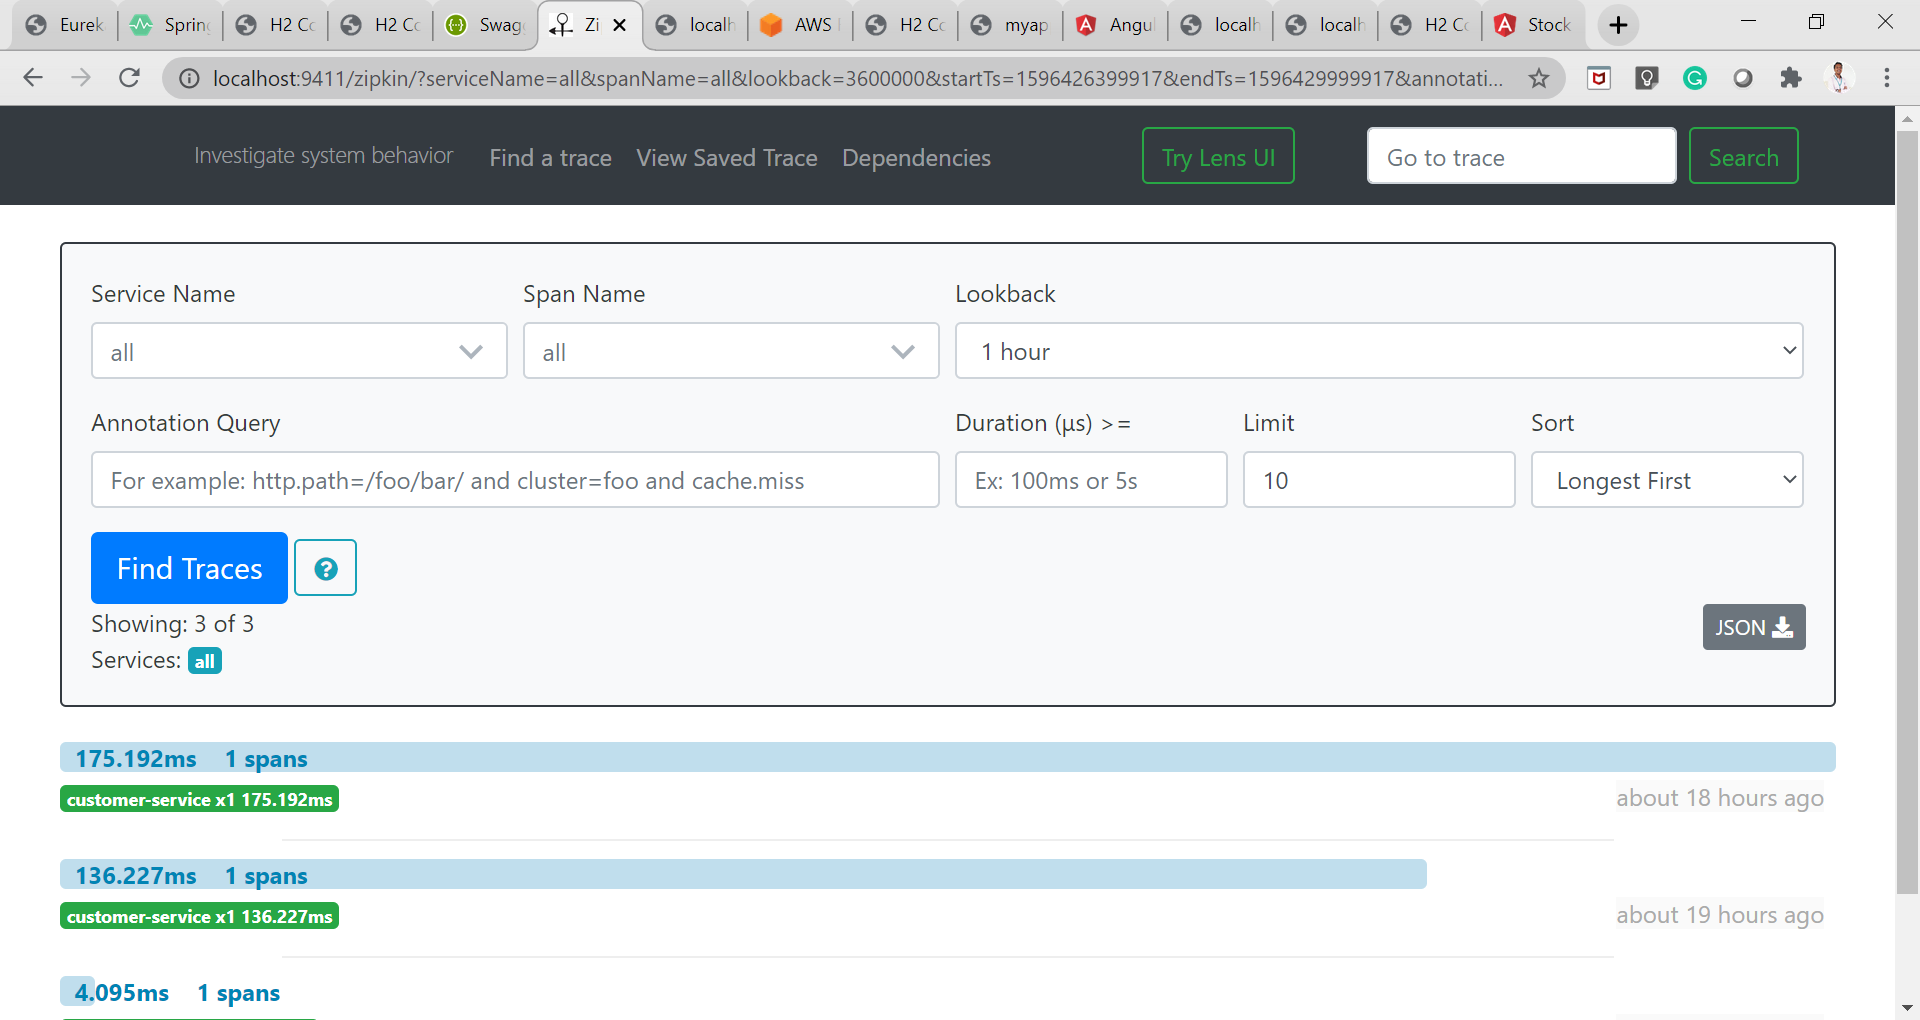 Eurek Spring H2 Co H2 Co Swag Zi localh AWS H2 Co myap Angul localh localh H2 Co Stock
localhost:9411/zipkin/?serviceName=all&spanName=all&lookback=3600000&startTs=1596426399917&endTs=1596429999917&annotati...
Investigate system behavior Find a trace View Saved Trace Dependencies Try Lens UI Go to trace Search
Service Name Span Name Lookback
all all 1 hour
Annotation Query Duration (μs) >= Limit Sort
For example: http.path=/foo/bar/ and cluster=foo and cache.miss Ex: 100ms or 5s 10 Longest First
Find Traces
Showing: 3 of 3
JSON
Services: all
175.192ms 1 spans
customer-service x1 175.192ms about 18 hours ago
136.227ms 1 spans
customer-service x1 136.227ms about 19 hours ago
4.095ms 1 spans